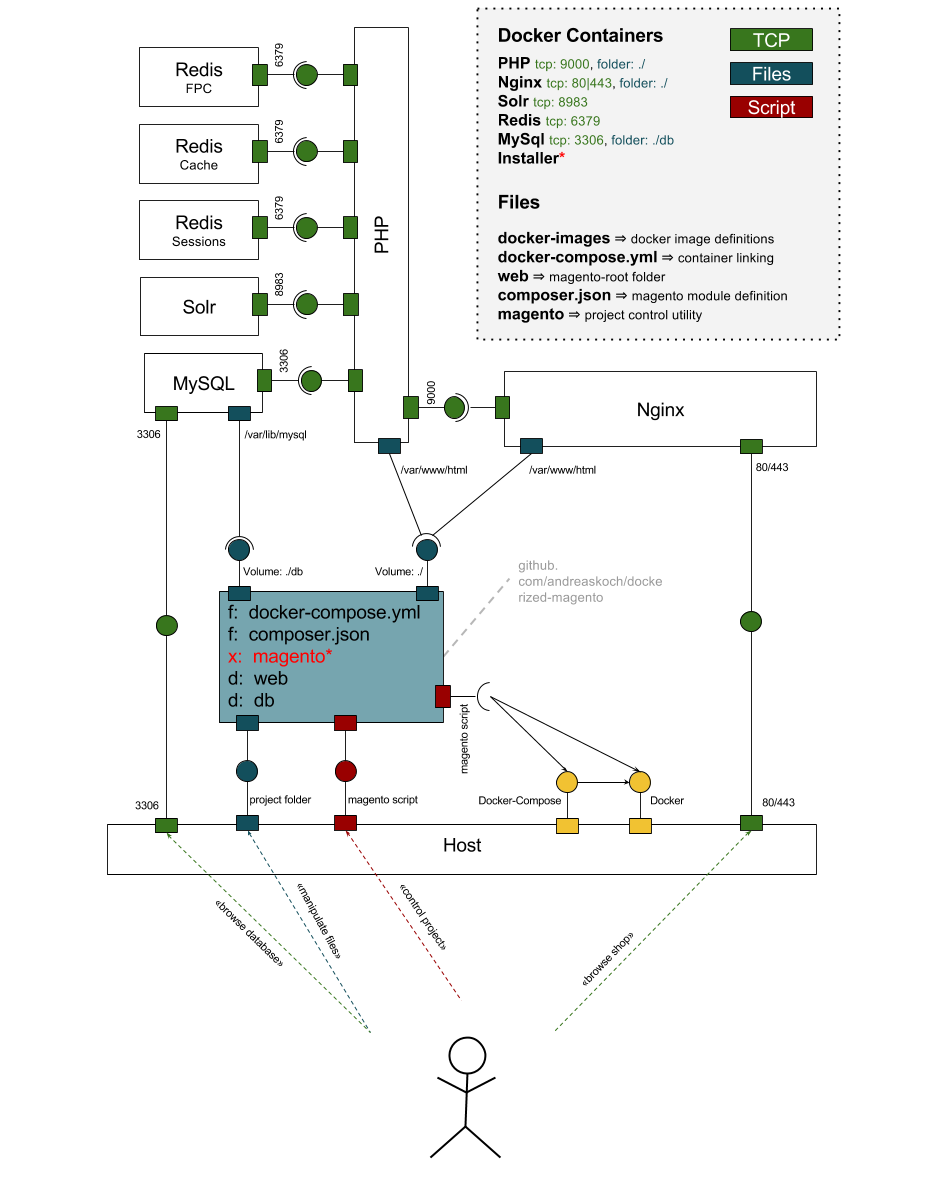 Docker Containers
PHP tcp: 9000, folder: ./
Nginx tcp: 80|443, folder: ./
Solr tcp: 8983
Redis tcp: 6379
MySql tcp: 3306, folder: ./db
Installer*
TCP
Files
Script
Files
docker-images ⇒ docker image definitions
docker-compose.yml ⇒ container linking
web ⇒ magento-root folder
composer.json ⇒ magento module definition
magento ⇒ project control utility
Redis
FPC
6379
Redis
Cache
6379
Redis
Sessions
6379
Solr
8983
MySQL
3306
PHP
9000
Nginx
3306
/var/lib/mysql
/var/www/html
/var/www/html
80/443
Volume: ./db
Volume: ./
github.
com/andreaskoch/docke
rized-magento
f: docker-compose.yml
f: composer.json
x: magento*
d: web
d: db
magento script
project folder
magento script
Docker-Compose
Docker
3306
80/443
Host
«browse database»
«manipulate files»
«control project»
«browse shop»